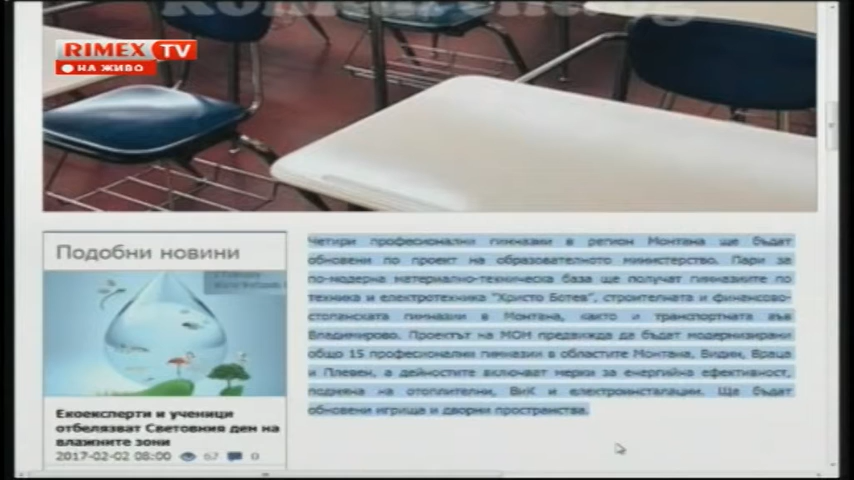 RIMEX TV
НА ЖИВО
Подобни новини
Четири професионални гимназии в регион Монтана ще бъдат
обновени по проект на образователното министерство. Пари за
по-модерна материално-техническа база ще получат гимназиите по
техника и електротехника "Христо Ботев", строителната и финансово-
стопанската гимназии в Монтана, както и транспортната във
Владимирово. Проектът на МОН предвижда да бъдат модернизирани
общо 15 професионални гимназии в областите Монтана, Видин, Враца
и Плевен, а дейностите включват мерки за енергийна ефективност,
подмяна на отоплителни, ВиК и електроинсталации. Ще бъдат
обновени игрища и дворни пространства.
Екоексперти и ученици
отбелязват Световния ден на
влажните зони
2017-02-02 08:00 67 0